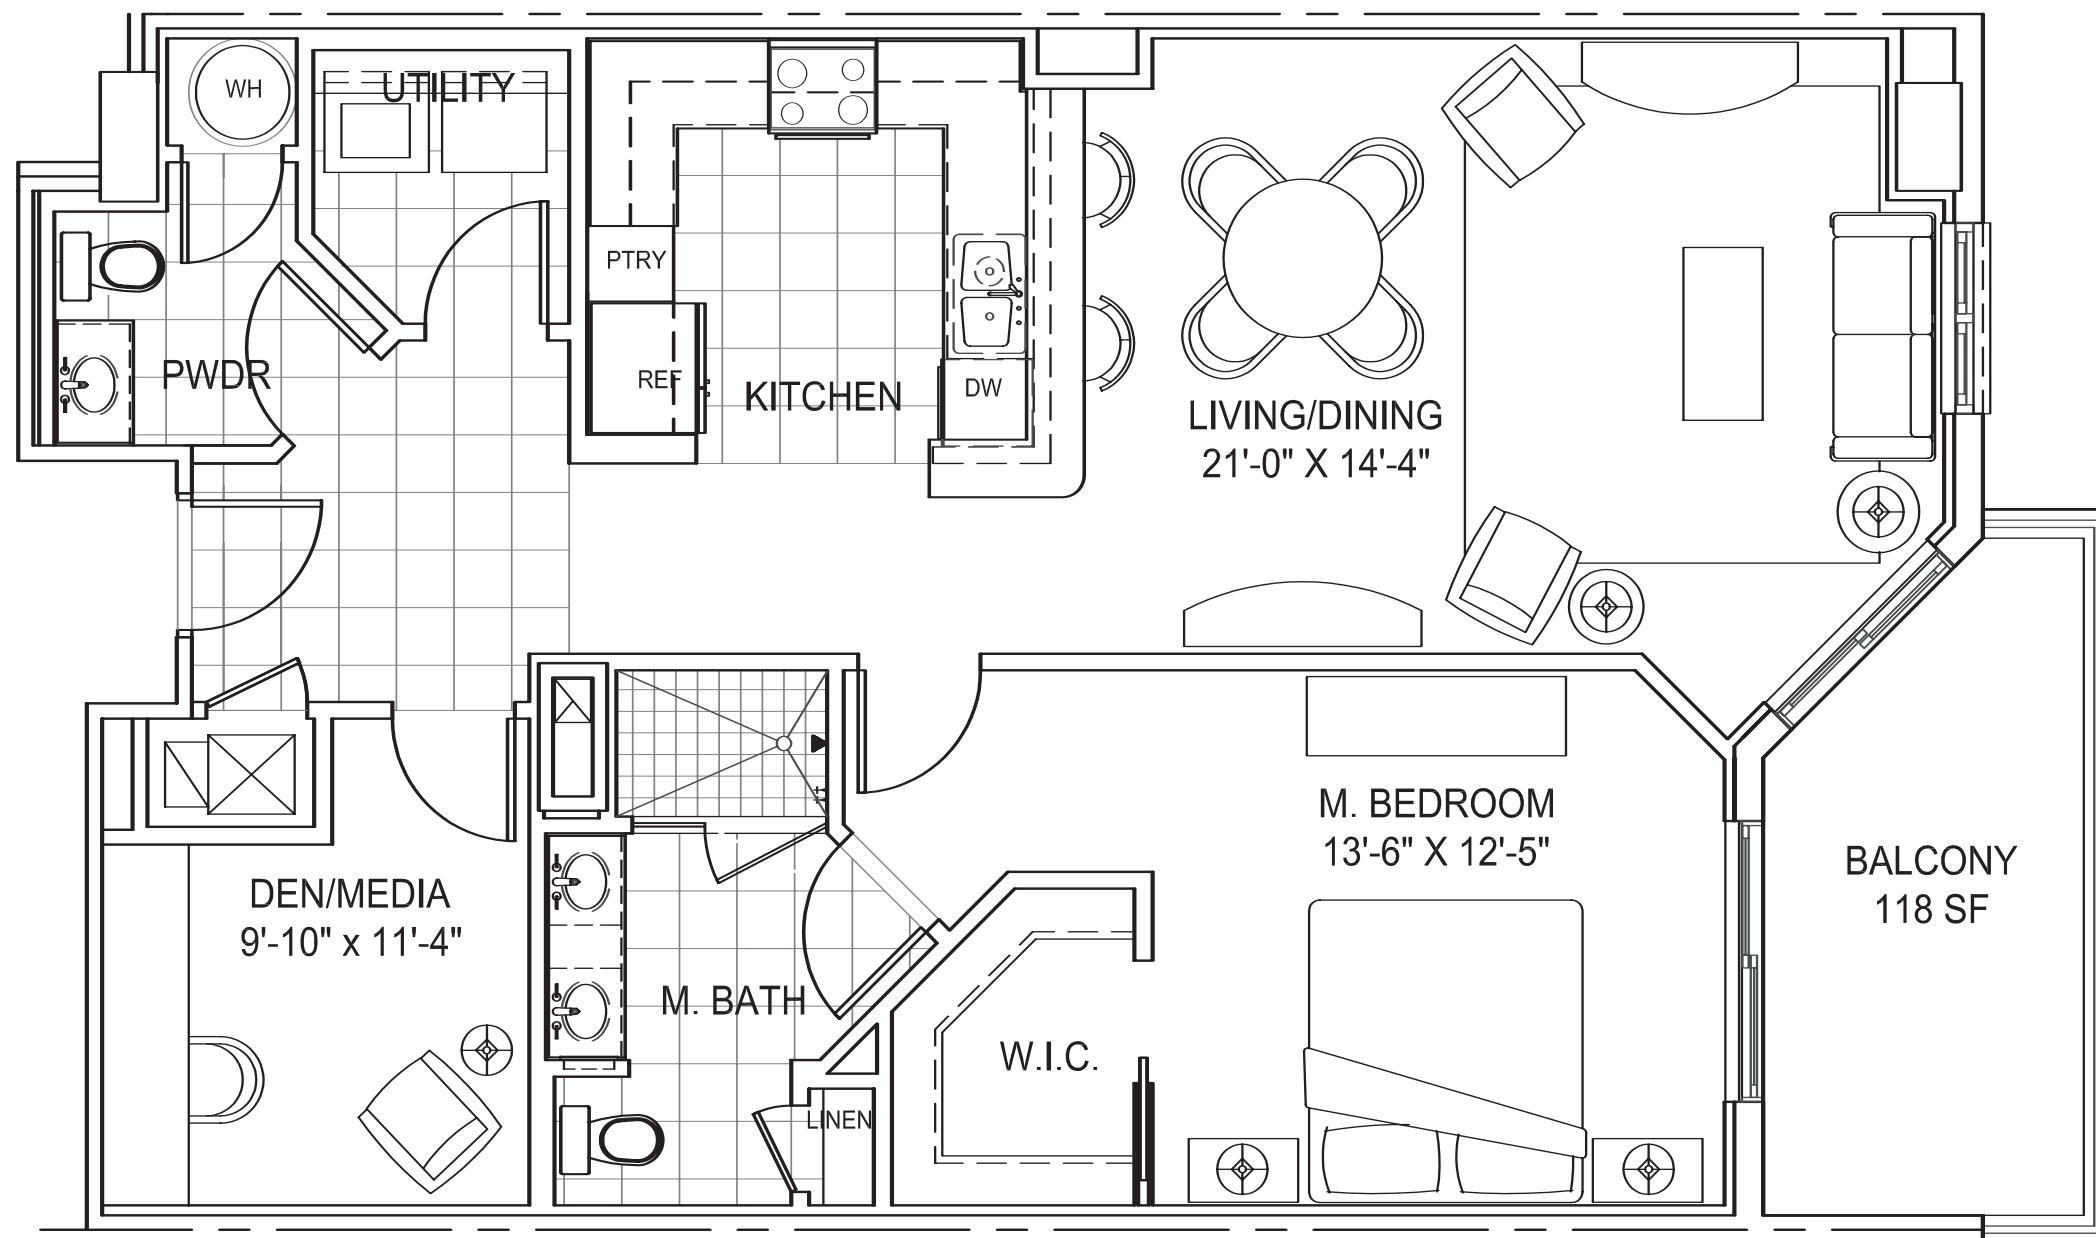 WH
UTILITY
PTRY
REF
PWDR
KITCHEN
DW
LIVING/DINING
21'-0" X 14'-4"
M. BEDROOM
13'-6" X 12'-5"
BALCONY
118 SF
DEN/MEDIA
9'-10" x 11'-4"
M. BATH
W.I.C.
LINEN